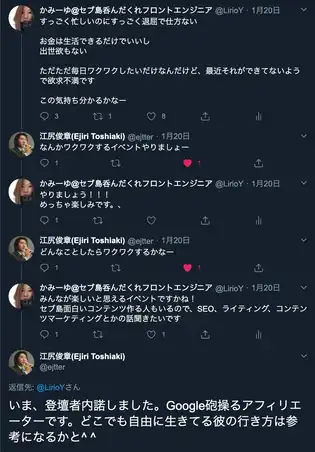 かみーゆ@セブ島呑んだくれフロントエンジニア @LirioY · 1月20日
すっごく忙しいのにすっごく退屈で仕方ない
お金は生活できるだけでいいし
出世欲もない
ただただ毎日ワクワクしたいだけなんだけど、最近それができてないよう
で欲求不満です
この気持ち分かるかなー
3 1 8
江尻俊章(Ejiri Toshiaki) @ejtter · 1月20日
なんかワクワクするイベントやりましょー
1 1
かみーゆ@セブ島呑んだくれフロントエンジニア @LirioY · 1月20日
やりましょう！！！
めっちゃ楽しみです。、
1
江尻俊章(Ejiri Toshiaki) @ejtter · 1月20日
どんなことしたらワクワクするかなー
1 1
かみーゆ@セブ島呑んだくれフロントエンジニア @LirioY · 1月20日
みんなが楽しいと思えるイベントですかね！
セブ島面白いコンテンツ作る人もいるので、SEO、ライティング、コンテン
ツマーケティングとかの話聞きたいです
1 1
江尻俊章(Ejiri Toshiaki)
@ejtter
返信先: @LirioYさん
いま、登壇者内諾しました。Google砲操るアフィリエ
ーターです。どこでも自由に生きてる彼の行き方は参
考になるかと^ ^